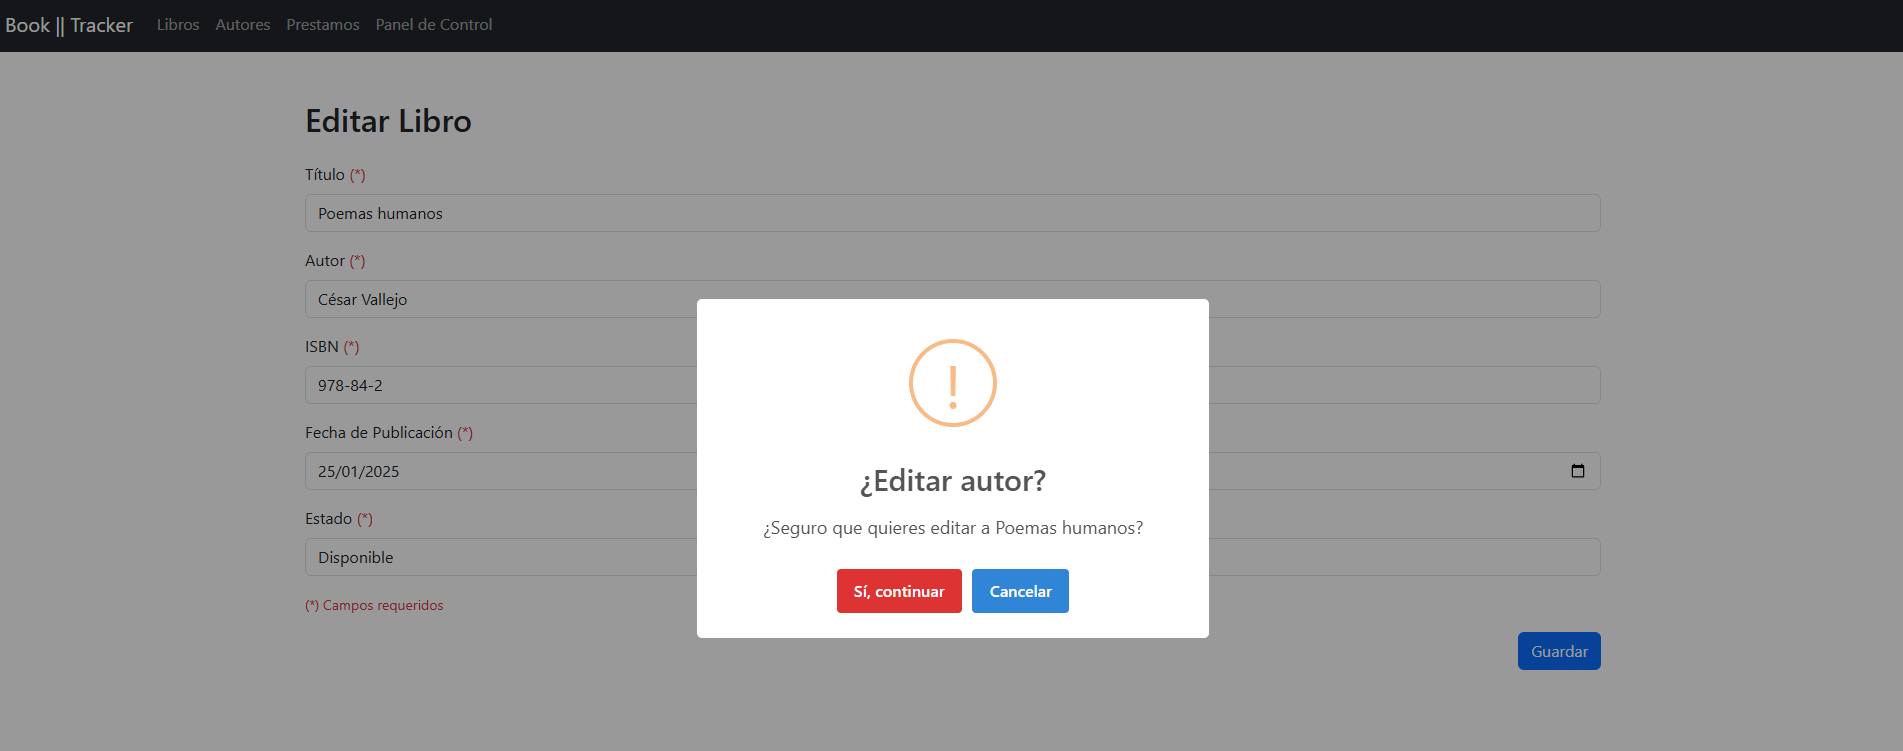 Book || Tracker Libros Autores Prestamos Panel de Control
Editar Libro
Título (*)
Poemas humanos
Autor (*)
César Vallejo
ISBN (*)
978-84-2
Fecha de Publicación (*)
25/01/2025
Estado (*)
Disponible
(*) Campos requeridos
Guardar
!
¿Editar autor?
¿Seguro que quieres editar a Poemas humanos?
Sí, continuar Cancelar